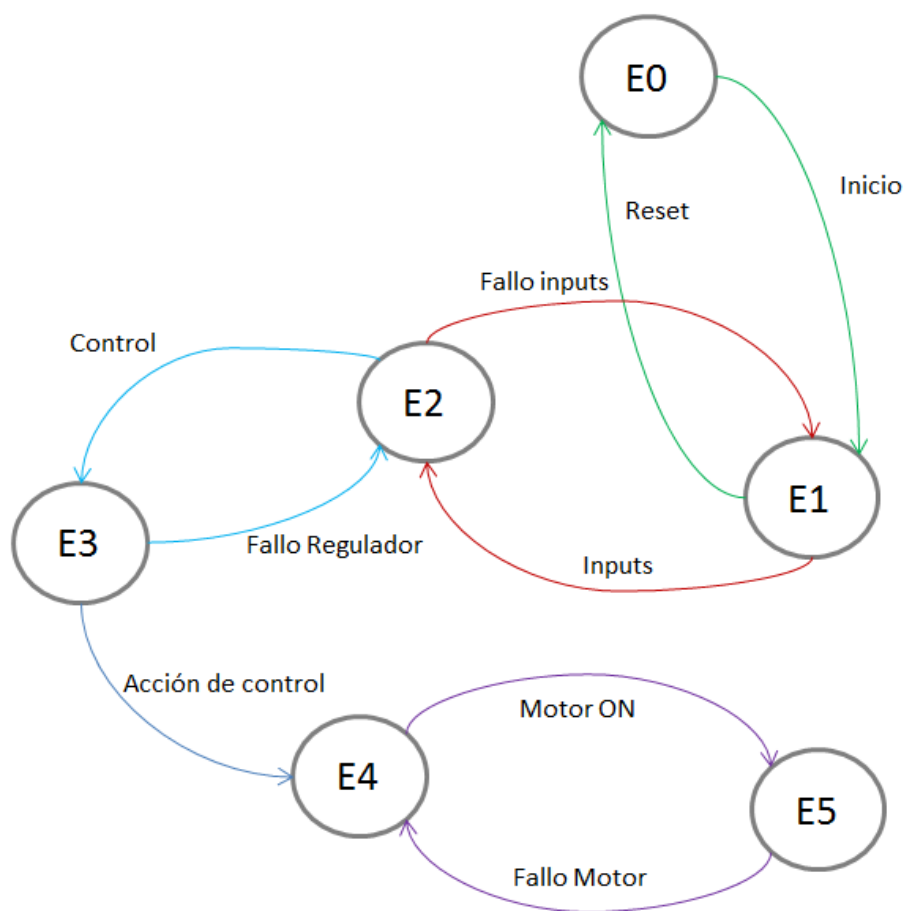 E0
Inicio
Reset
Fallo inputs
Control
E2
E1
E3
Fallo Regulador
Inputs
Acción de control
Motor ON
E4
E5
Fallo Motor